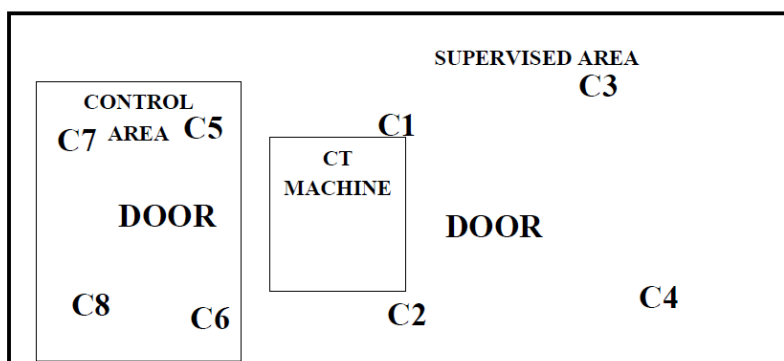 SUPERVISED AREA
C3
CONTROL
AREA
C7
C5
C1
CT
MACHINE
DOOR
DOOR
C8
C6
C2
C4